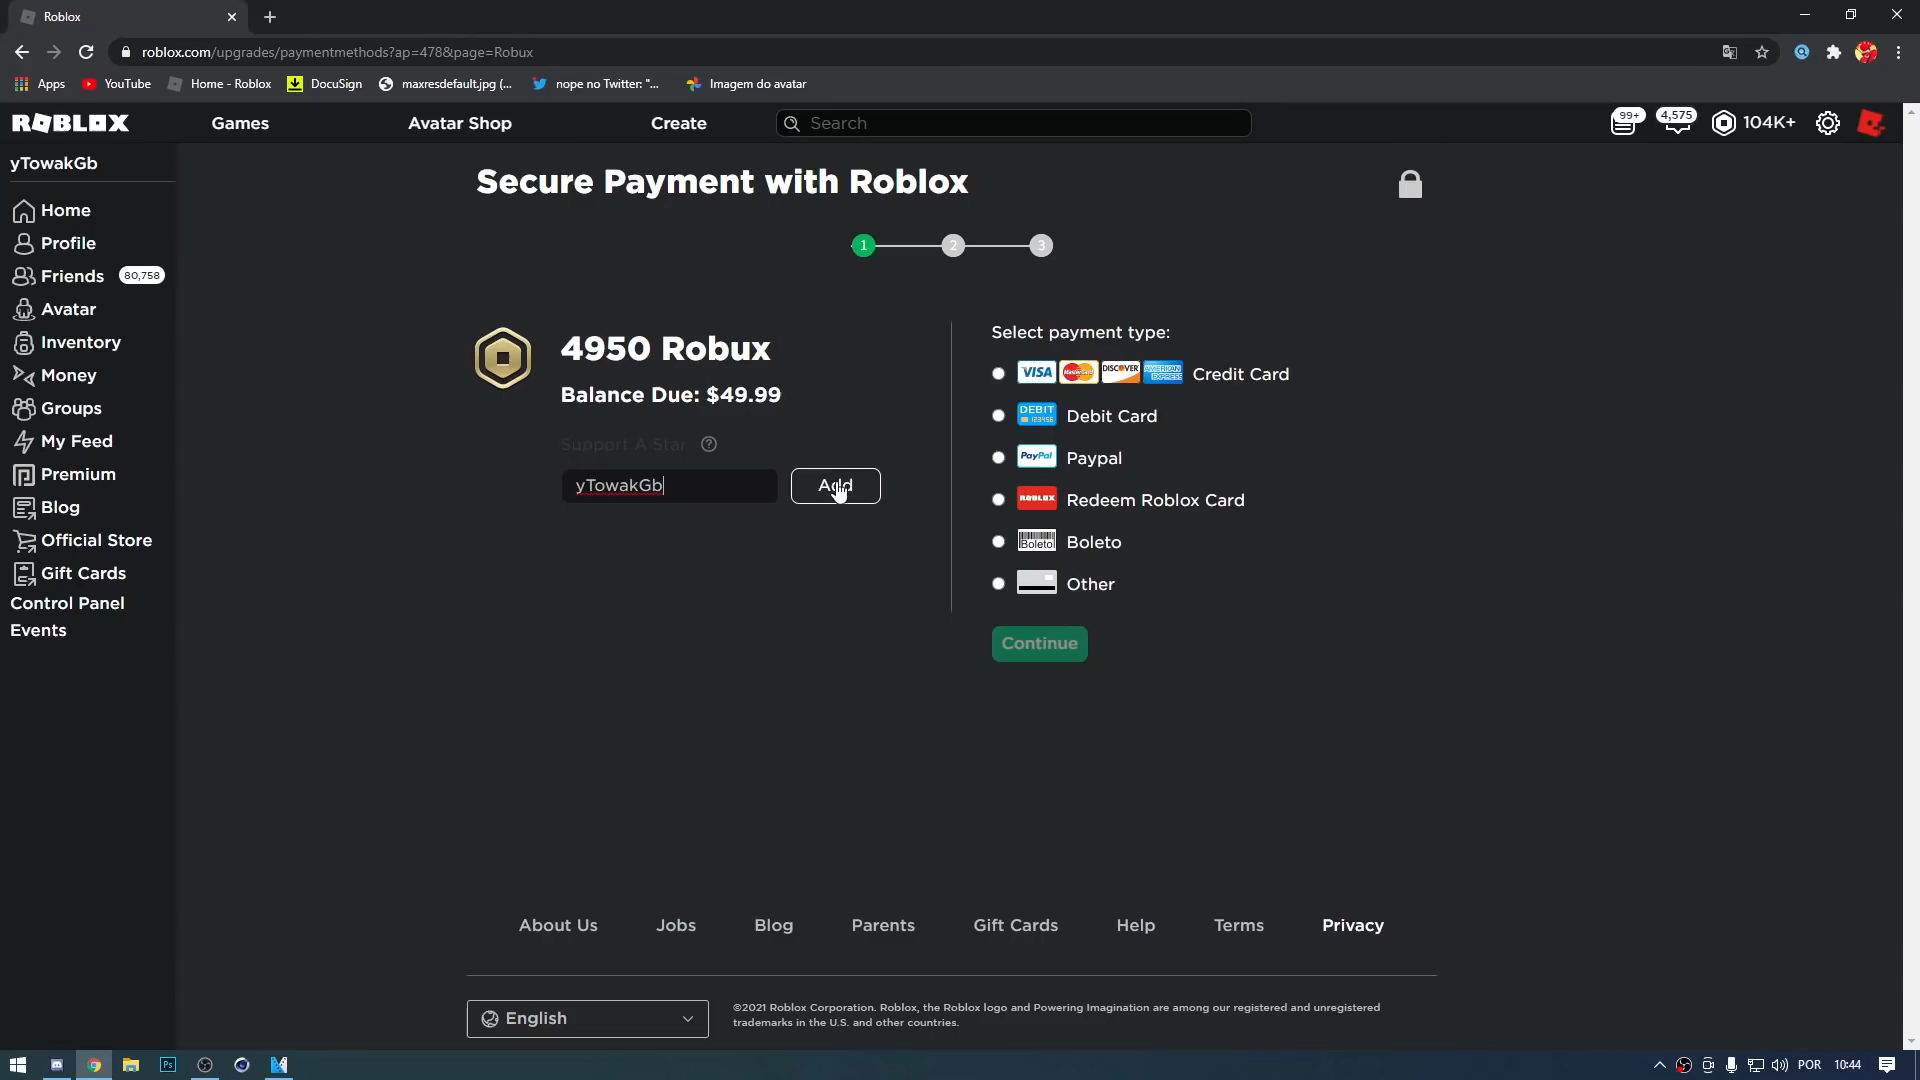 Roblox
roblox.com/upgrades/paymentmethods?ap=478&page=Robux
Apps
YouTube
Home - Roblox
DocuSign
maxresdefault.jpg (...
nope no Twitter: "...
Imagem do avatar
ROBLOX
Games
Avatar Shop
Create
Search
99+
4,575
104K+
yTowakGb
Home
Profile
Friends 80,758
Avatar
Inventory
Money
Groups
My Feed
Premium
Blog
Official Store
Gift Cards
Control Panel
Events
Secure Payment with Roblox
1 2 3
4950 Robux
Balance Due: $49.99
Support A Star ?
yTowakGb
Add
Select payment type:
VISA MasterCard DISCOVER AMERICAN EXPRESS Credit Card
DEBIT 123456 Debit Card
PayPal Paypal
ROBLOX Redeem Roblox Card
Boleto Boleto
Other
Continue
About Us
Jobs
Blog
Parents
Gift Cards
Help
Terms
Privacy
English
©2021 Roblox Corporation. Roblox, the Roblox logo and Powering Imagination are among our registered and unregistered
trademarks in the U.S. and other countries.
Ps
POR
10:44